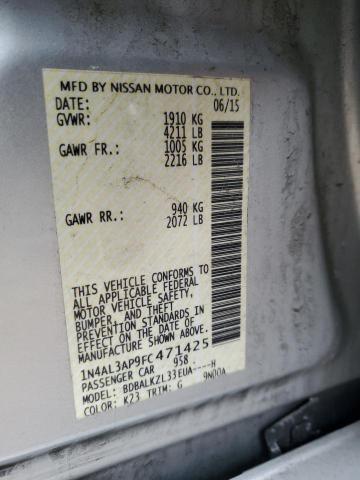 MFD BY NISSAN MOTOR CO., LTD.
DATE: 06/15
GVWR: 1910 KG
4211 LB
GAWR FR.: 1005 KG
2216 LB
GAWR RR.: 940 KG
2072 LB
THIS VEHICLE CONFORMS TO
ALL APPLICABLE FEDERAL
MOTOR VEHICLE SAFETY,
BUMPER, AND THEFT
PREVENTION STANDARDS IN
EFFECT ON THE DATE OF
MANUFACTURE SHOWN ABOVE.
1N4AL3AP9FC 471425
PASSENGER CAR 958
MODEL: BDBALKZL33EUA----H
COLOR: K23 TRIM: G 9N00A